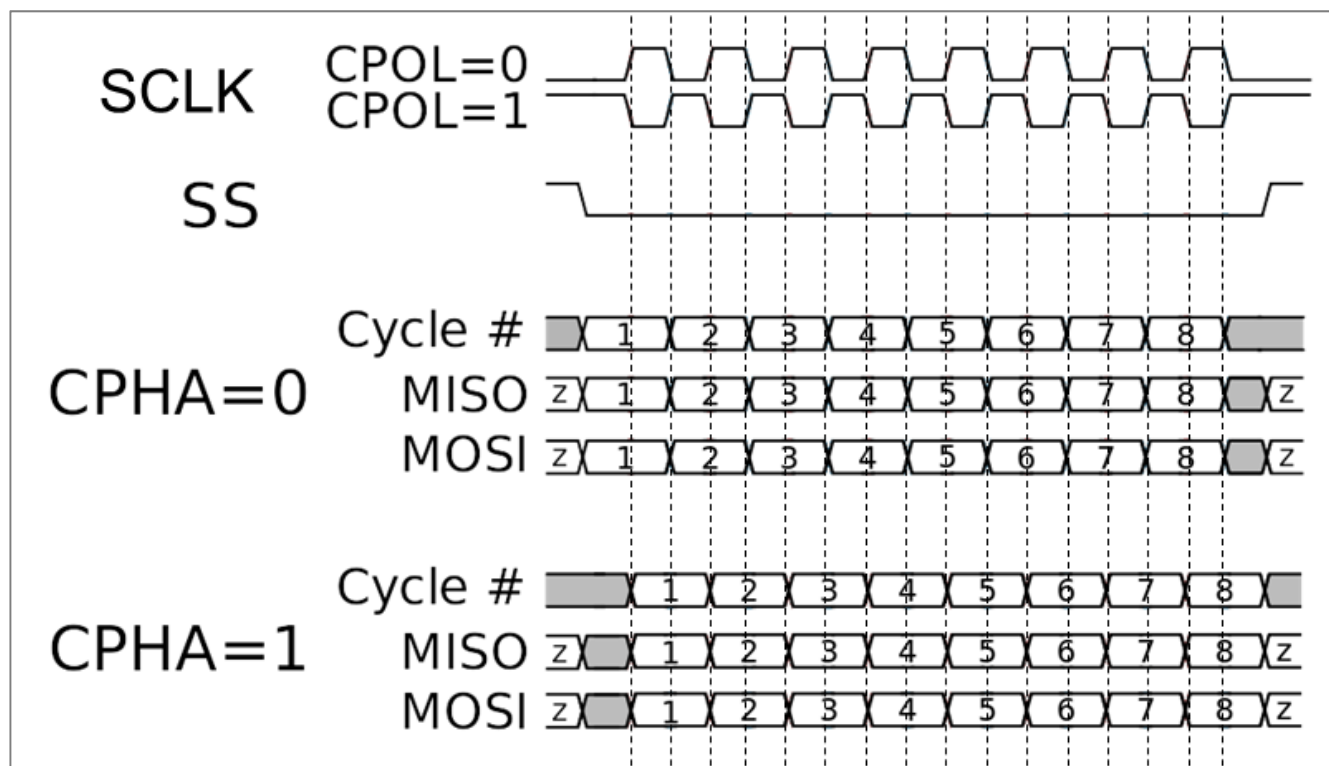 SCLK CPOL=0
CPOL=1
SS
Cycle # 1 2 3 4 5 6 7 8
CPHA=0 MISO z 1 2 3 4 5 6 7 8 z
MOSI z 1 2 3 4 5 6 7 8 z
Cycle # 1 2 3 4 5 6 7 8
CPHA=1 MISO z 1 2 3 4 5 6 7 8 z
MOSI z 1 2 3 4 5 6 7 8 z